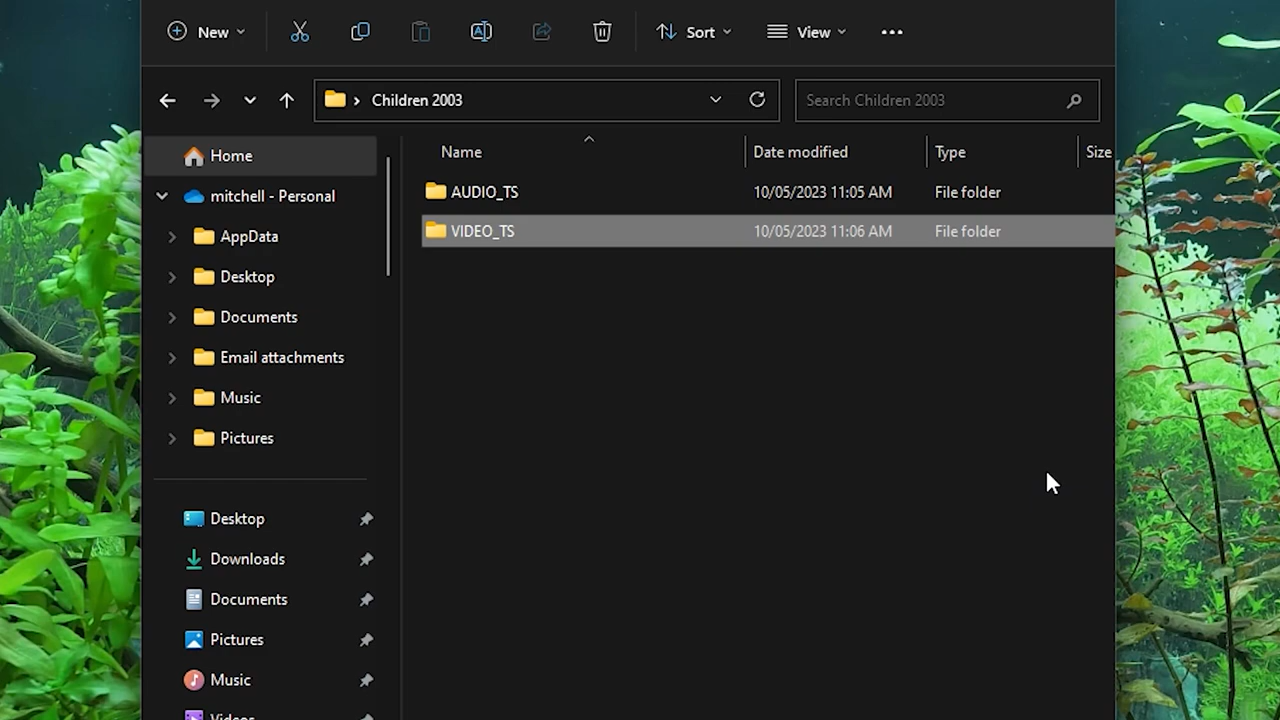 New
Sort
View
Children 2003
Search Children 2003
Name
Date modified
Type
Size
Home
mitchell - Personal
AppData
Desktop
Documents
Email attachments
Music
Pictures
Desktop
Downloads
Documents
Pictures
Music
Videos
AUDIO_TS 10/05/2023 11:05 AM File folder
VIDEO_TS 10/05/2023 11:06 AM File folder